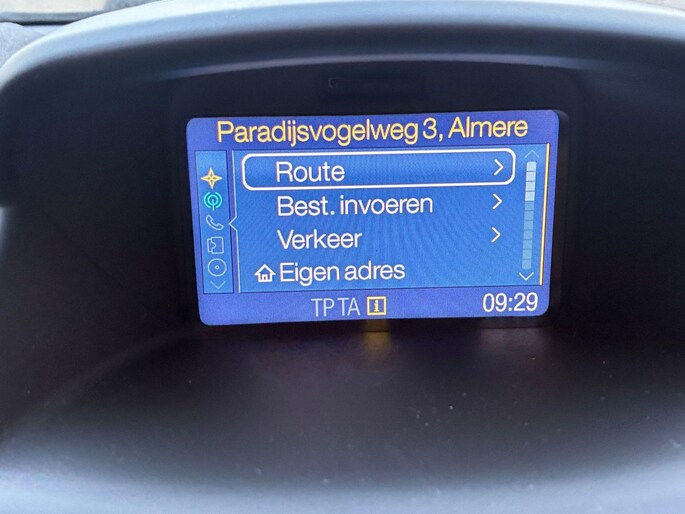 Paradijsvogelweg 3, Almere
Route
Best. invoeren
Verkeer
Eigen adres
TP TA i 09:29